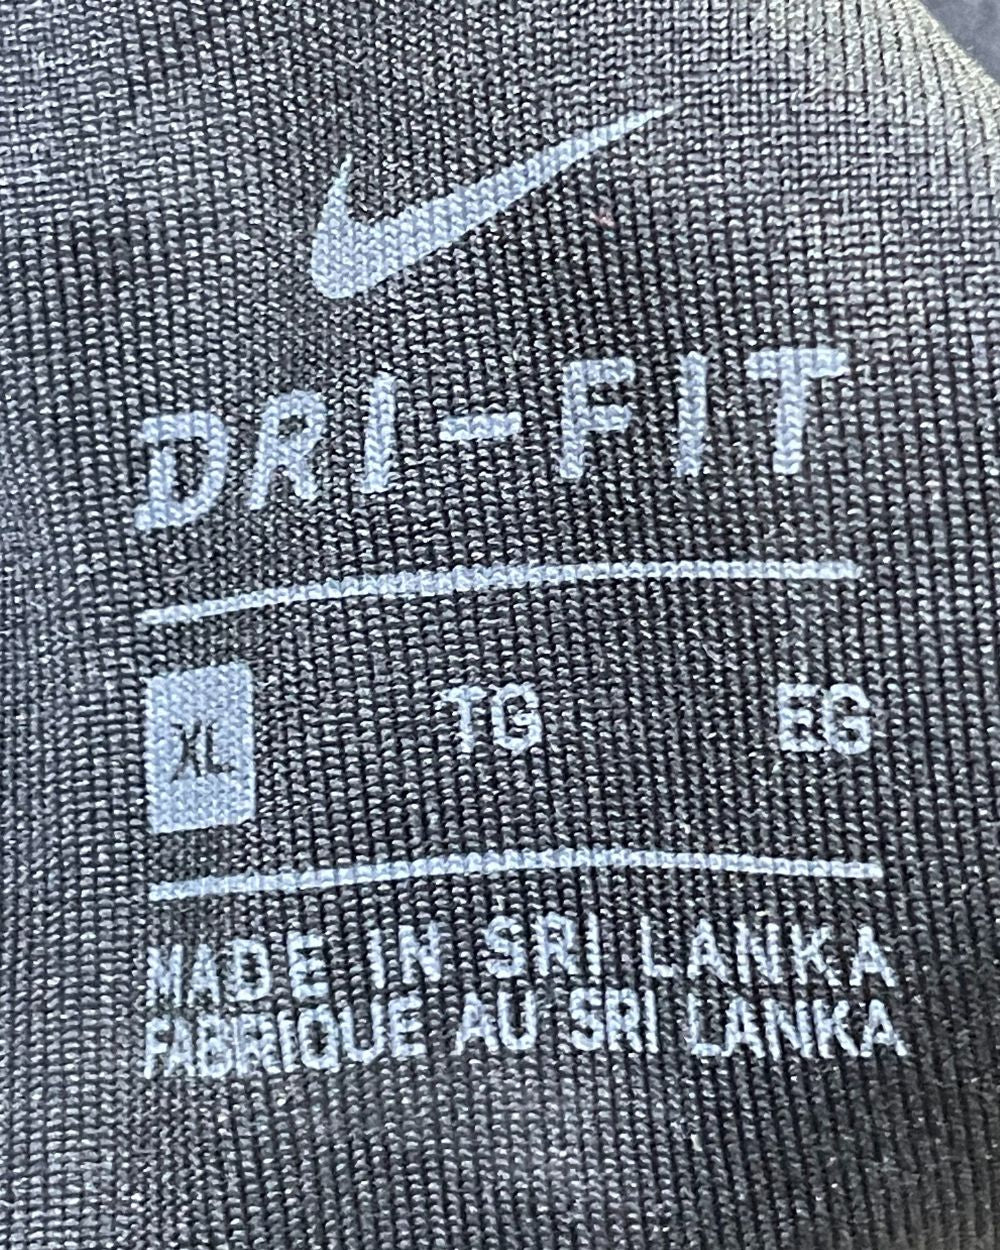 DRI-FIT
XL TG EG
MADE IN SRI LANKA
FABRIQUE AU SRI LANKA